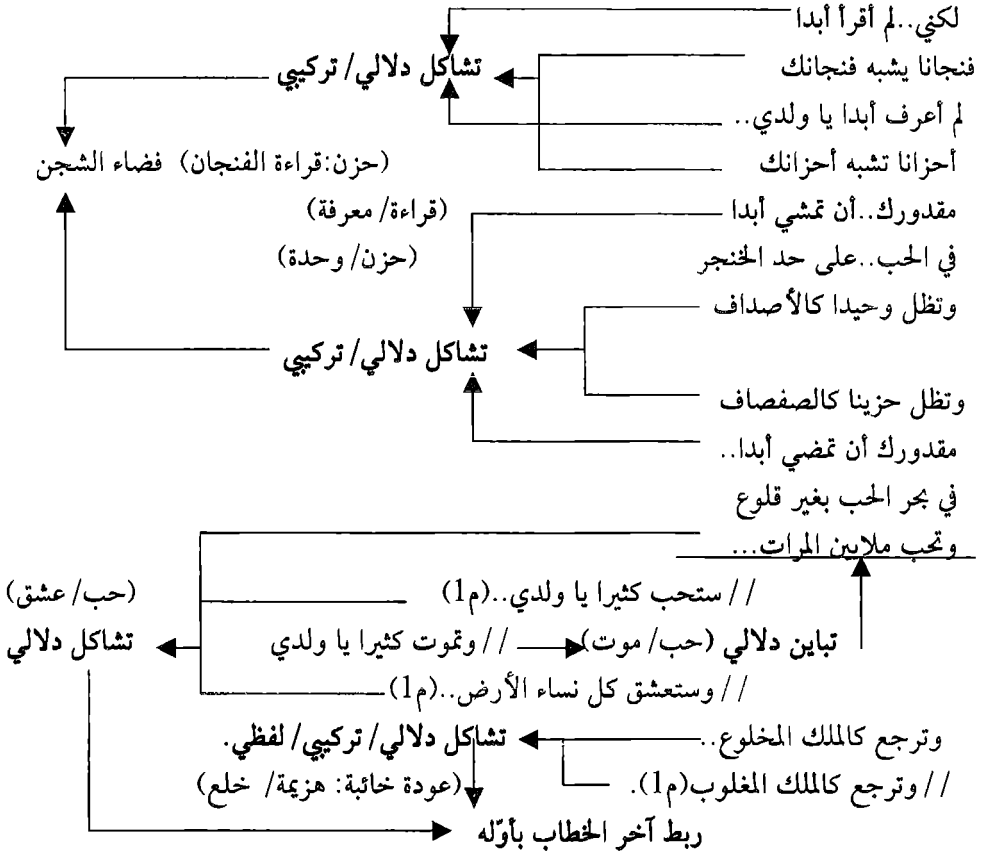 لكني..لم أقرأ أبدا
فنجانا يشبه فنجانك
تشاكل دلالي/ تركيبي
لم أعرف أبدا يا ولدي..
أحزانا تشبه أحزانك
(حزن:قراءة الفنجان) فضاء الشجن
مقدورك..أن تمشي أبدا
(قراءة/ معرفة)
في الحب..على حد الخنجر
(حزن/ وحدة)
وتظل وحيدا كالأصداف
تشاكل دلالي/ تركيبي
وتظل حزينا كالصفصاف
مقدورك أن تمضي أبدا..
في بحر الحب بغير قلوع
وتحب ملايين المرات...
// ستحب كثيرا يا ولدي..(م1)
(حب/ عشق)
تباين دلالي (حب/ موت) // وتموت كثيرا يا ولدي
تشاكل دلالي
// وستعشق كل نساء الأرض..(م1)
وترجع كالملك المخلوع..
تشاكل دلالي/ تركيبي/ لفظي.
// وترجع كالملك المغلوب(م1).
(عودة خائبة: هزيمة/ خلع)
ربط آخر الخطاب بأوّله